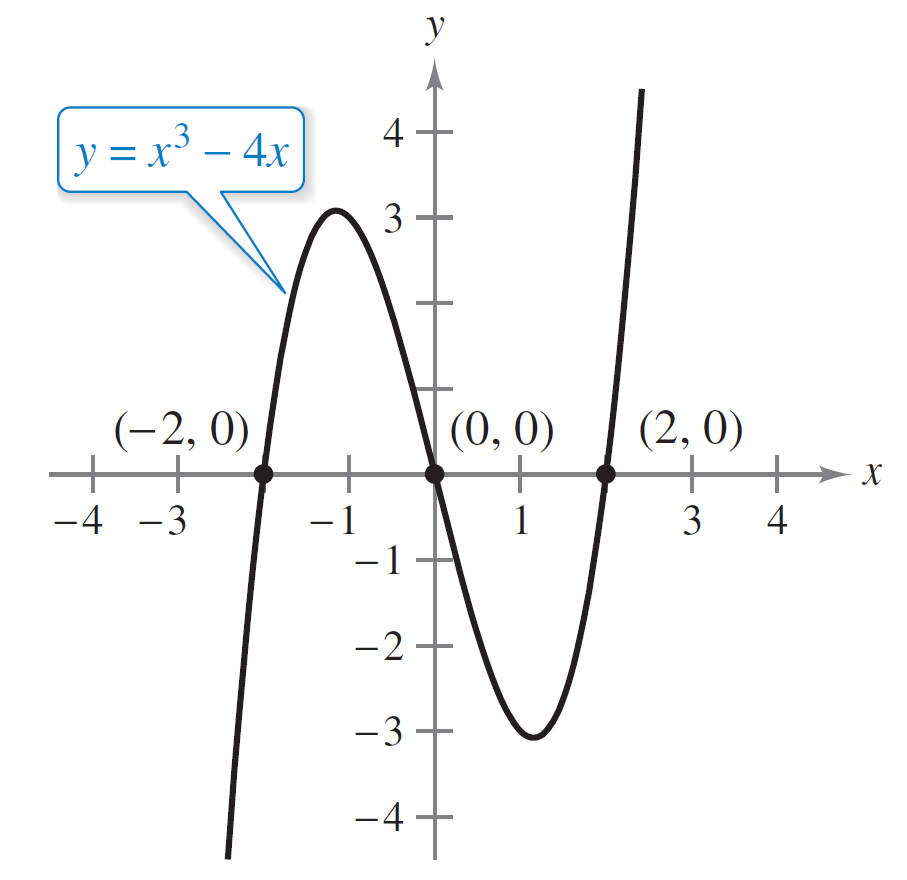 y
y = x³ − 4x
4
3
(−2, 0) (0, 0) (2, 0)
x
−4 −3 −1 1 3 4
−1
−2
−3
−4